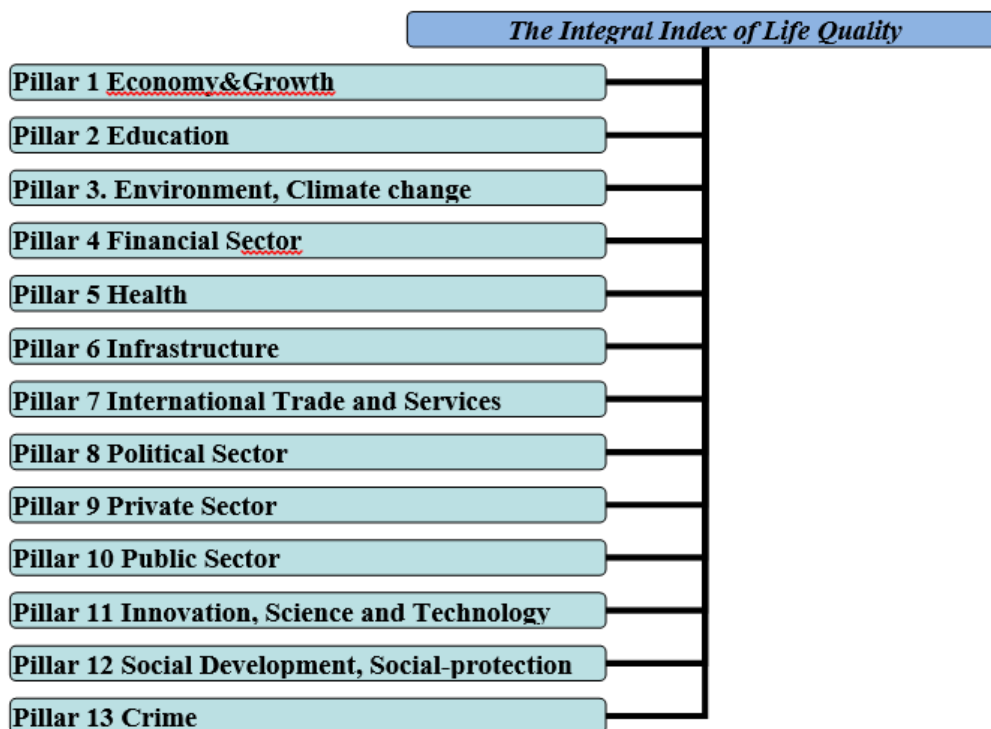 The Integral Index of Life Quality
Pillar 1 Economy&Growth
Pillar 2 Education
Pillar 3. Environment, Climate change
Pillar 4 Financial Sector
Pillar 5 Health
Pillar 6 Infrastructure
Pillar 7 International Trade and Services
Pillar 8 Political Sector
Pillar 9 Private Sector
Pillar 10 Public Sector
Pillar 11 Innovation, Science and Technology
Pillar 12 Social Development, Social-protection
Pillar 13 Crime